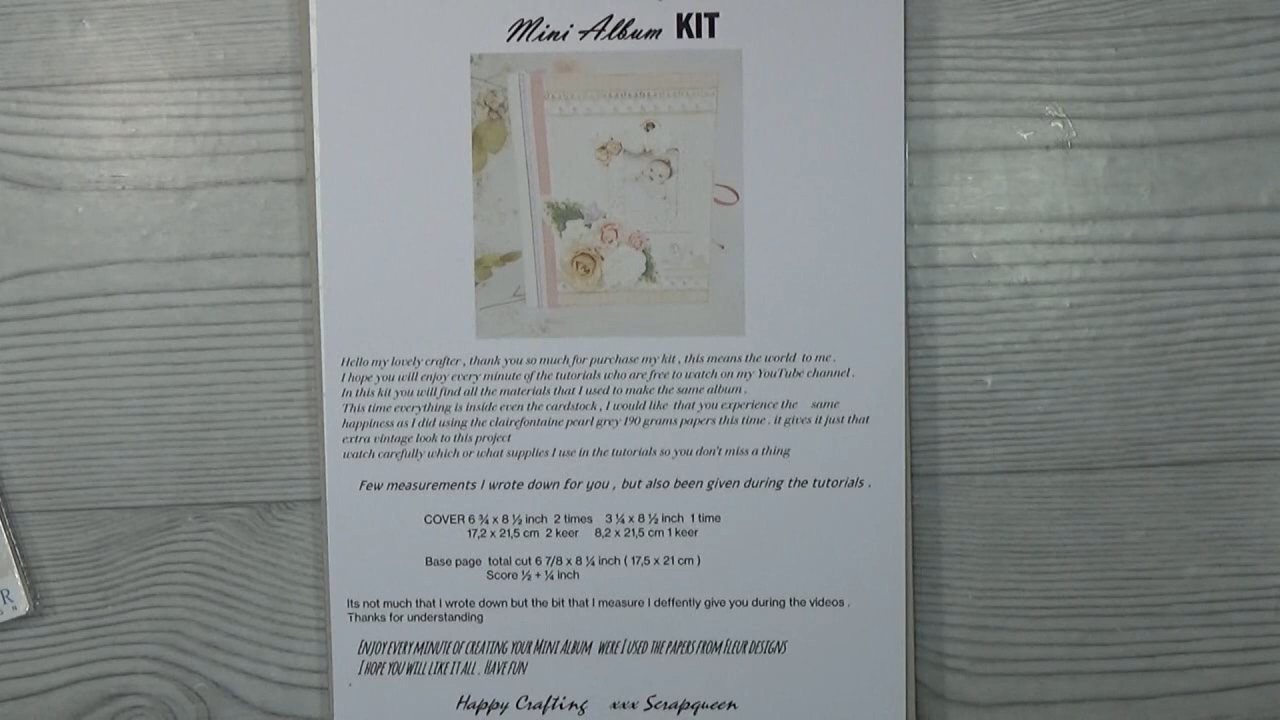 Mini Album KIT
Hello my lovely crafter , thank you so much for purchase my kit , this means the world to me .
I hope you will enjoy every minute of the tutorials who are free to watch on my YouTube channel .
In this kit you will find all the materials that I used to make the same album .
This time everything is inside even the cardstock , I would like that you experience the same
happiness as I did using the clairefontaine pearl grey 190 grams papers this time . it gives it just that
extra vintage look to this project
watch carefully which or what supplies I use in the tutorials so you don't miss a thing
Few measurements I wrote down for you , but also been given during the tutorials .
COVER 6 ¾ x 8 ½ inch 2 times 3 ¼ x 8 ½ inch 1 time
17,2 x 21,5 cm 2 keer 8,2 x 21,5 cm 1 keer
Base page total cut 6 7/8 x 8 ¼ inch ( 17,5 x 21 cm )
Score ½ + ¼ inch
Its not much that I wrote down but the bit that I measure I deffently give you during the videos .
Thanks for understanding
ENJOY EVERY MINUTE OF CREATING YOUR MINI ALBUM WERE I USED THE PAPERS FROM FLEUR DESIGNS
I HOPE YOU WILL LIKE IT ALL . HAVE FUN
Happy Crafting xxx Scrapqueen
R